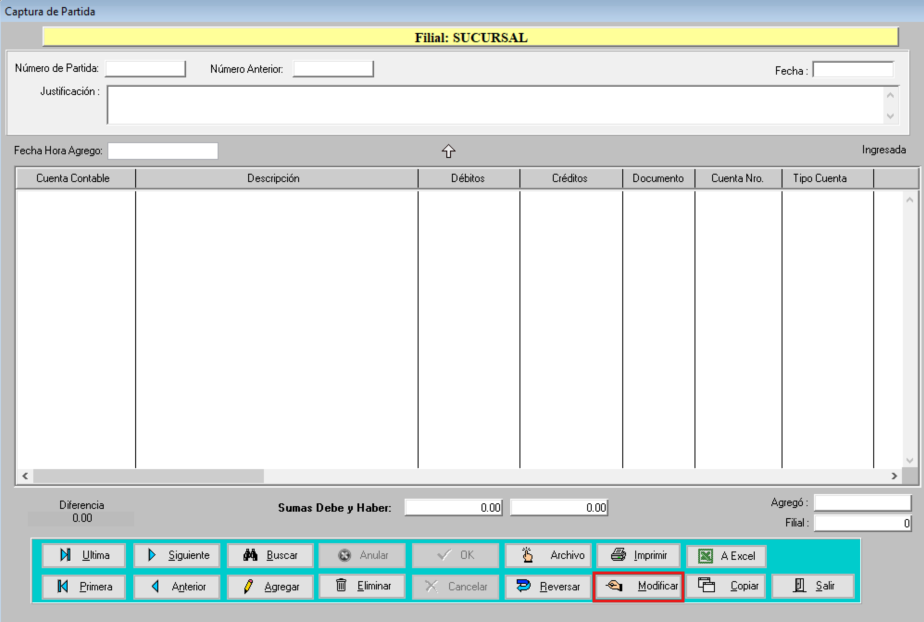 Captura de Partida
Filial: SUCURSAL
Número de Partida: Número Anterior: Fecha :
Justificación :
Fecha Hora Agrego: Ingresada
Cuenta Contable Descripción Débitos Créditos Documento Cuenta Nro. Tipo Cuenta
Diferencia
0.00
Sumas Debe y Haber: 0.00 0.00
Agregó :
Filial : 0
Ultima Siguiente Buscar Anular OK Archivo Imprimir A Excel
Primera Anterior Agregar Eliminar Cancelar Reversar Modificar Copiar Salir